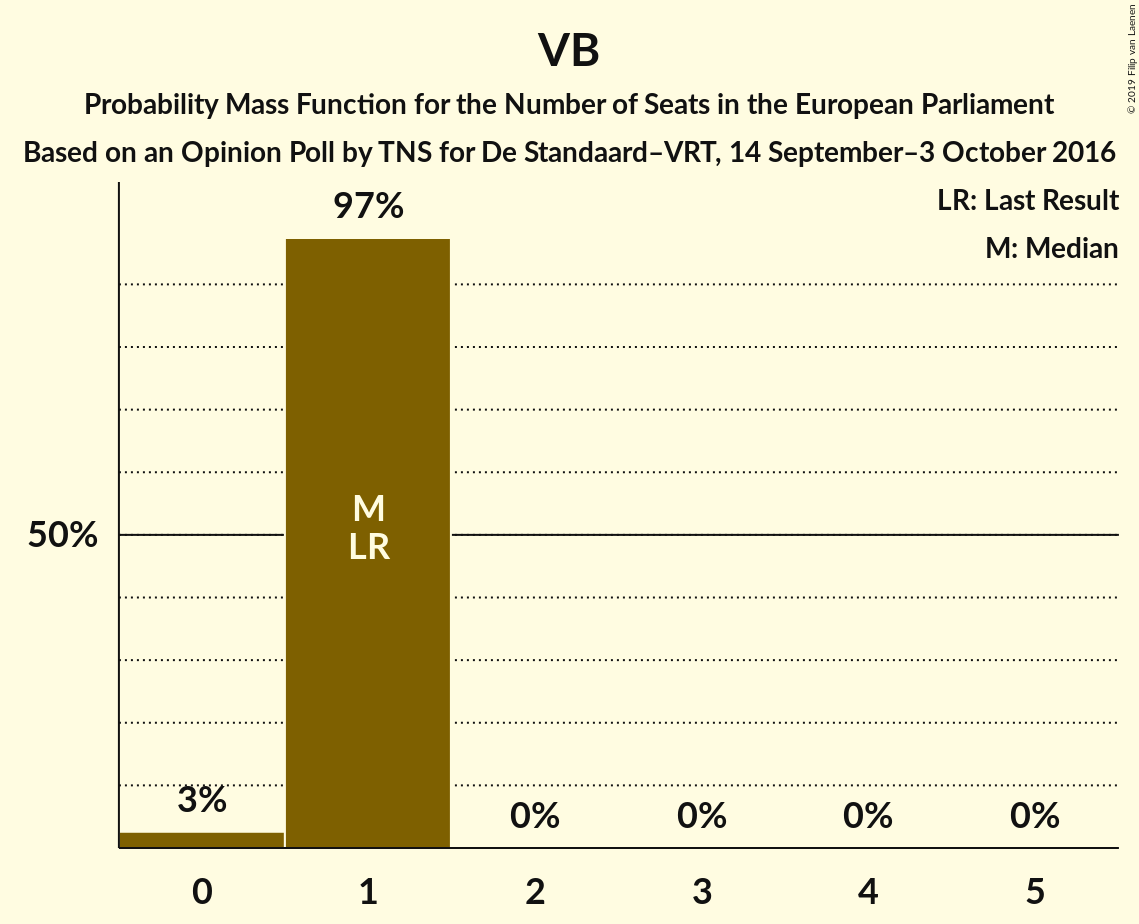 VB
Probability Mass Function for the Number of Seats in the European Parliament
Based on an Opinion Poll by TNS for De Standaard–VRT, 14 September–3 October 2016
© 2019 Filip van Laenen
LR: Last Result
M: Median
97%
M
LR
50%
3%
0%
0%
0%
0%
0
1
2
3
4
5